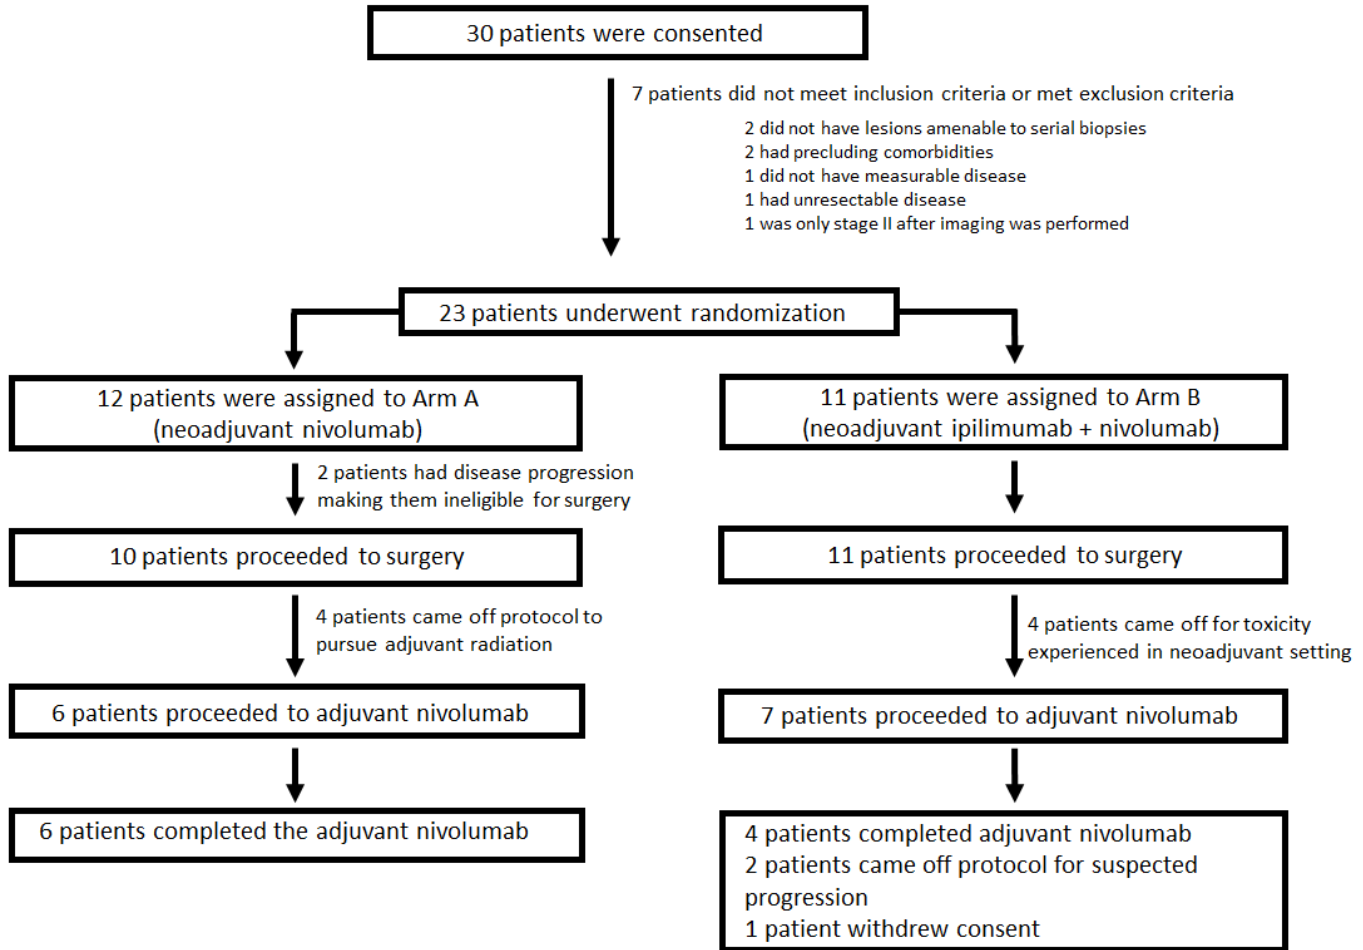 30 patients were consented
7 patients did not meet inclusion criteria or met exclusion criteria
2 did not have lesions amenable to serial biopsies
2 had precluding comorbidities
1 did not have measurable disease
1 had unresectable disease
1 was only stage II after imaging was performed
23 patients underwent randomization
12 patients were assigned to Arm A
(neoadjuvant nivolumab)
11 patients were assigned to Arm B
(neoadjuvant ipilimumab + nivolumab)
2 patients had disease progression
making them ineligible for surgery
10 patients proceeded to surgery
11 patients proceeded to surgery
4 patients came off protocol to
pursue adjuvant radiation
4 patients came off for toxicity
experienced in neoadjuvant setting
6 patients proceeded to adjuvant nivolumab
7 patients proceeded to adjuvant nivolumab
6 patients completed the adjuvant nivolumab
4 patients completed adjuvant nivolumab
2 patients came off protocol for suspected
progression
1 patient withdrew consent